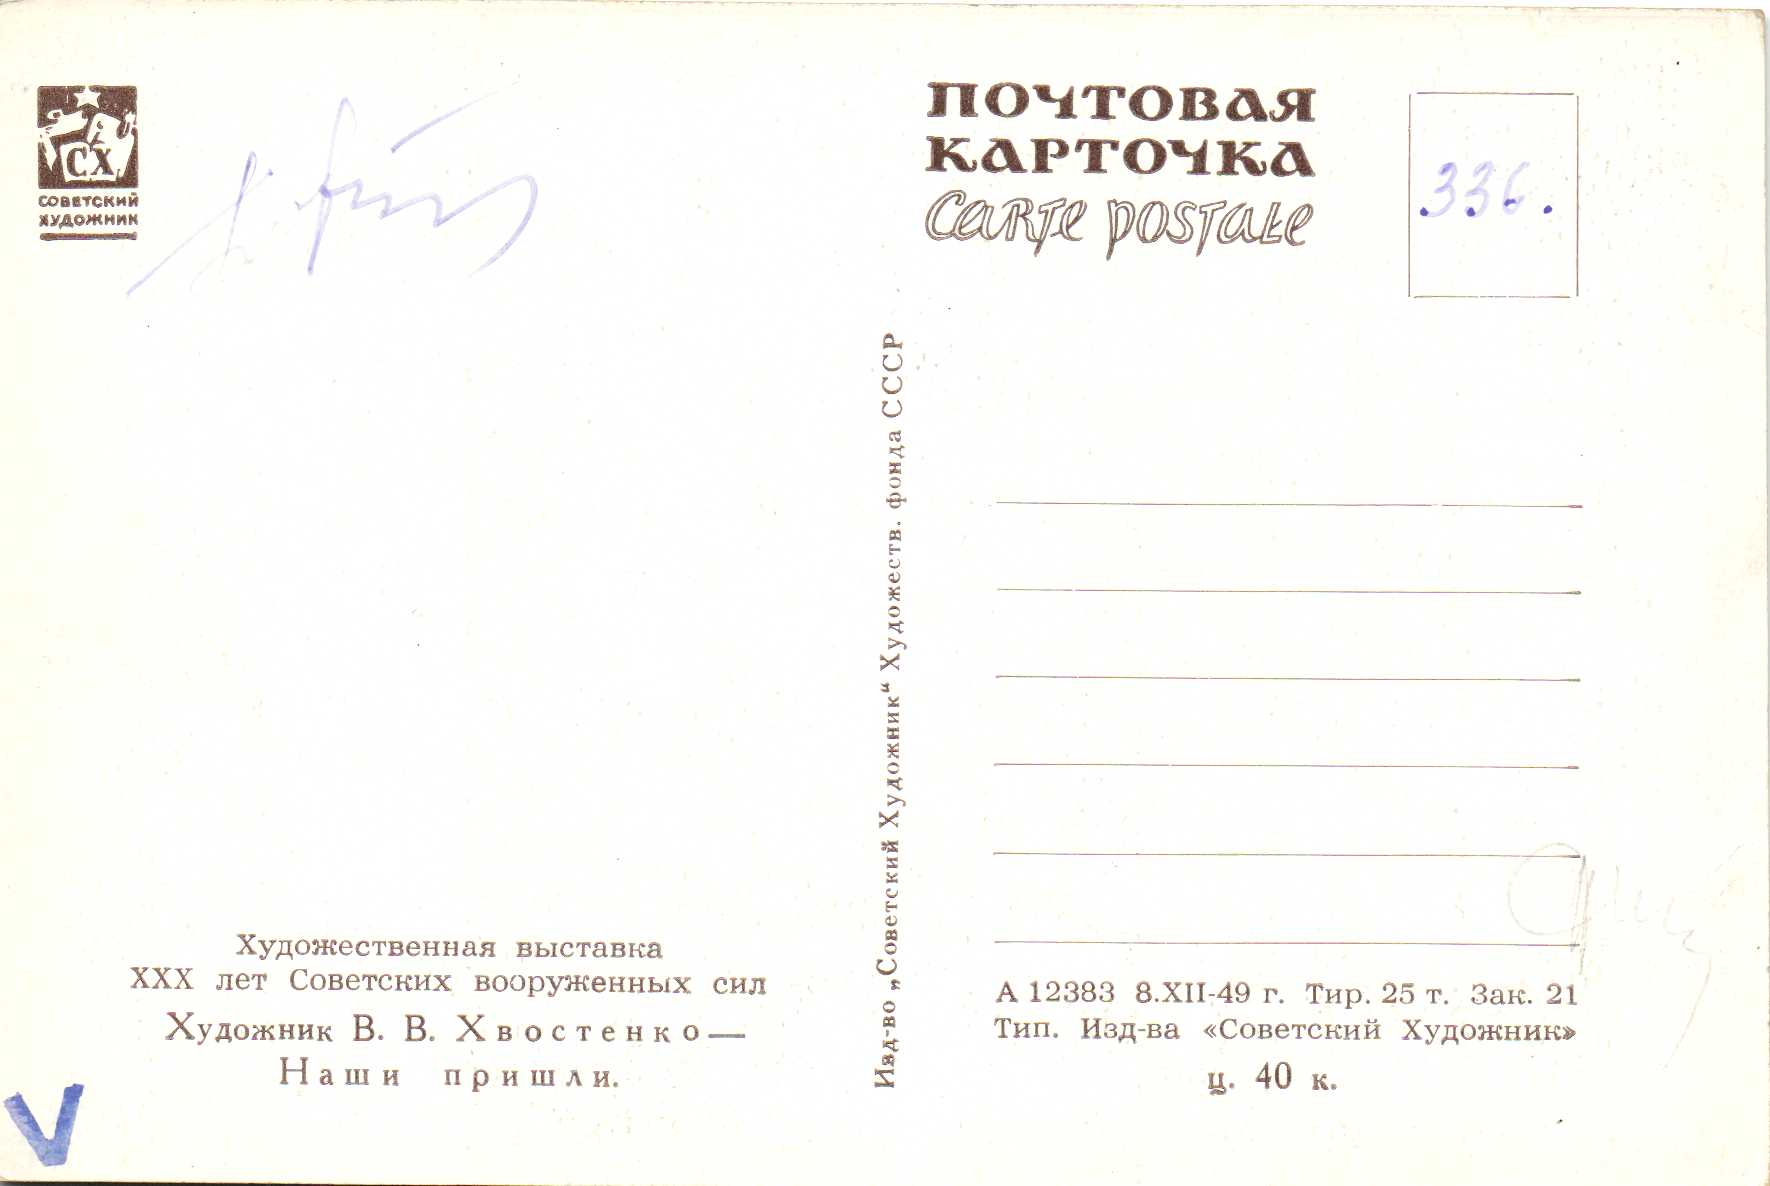 СХ
СОВЕТСКИЙ
ХУДОЖНИК
ПОЧТОВАЯ
КАРТОЧКА
CARTE POSTALE
336.
Изд-во „Советский Художник“ Художеств. фонда СССР
Художественная выставка
XXX лет Советских вооруженных сил
Художник В. В. Хвостенко—
Наши пришли.
А 12383 8.XII-49 г. Тир. 25 т. Зак. 21
Тип. Изд-ва «Советский Художник»
ц. 40 к.
V